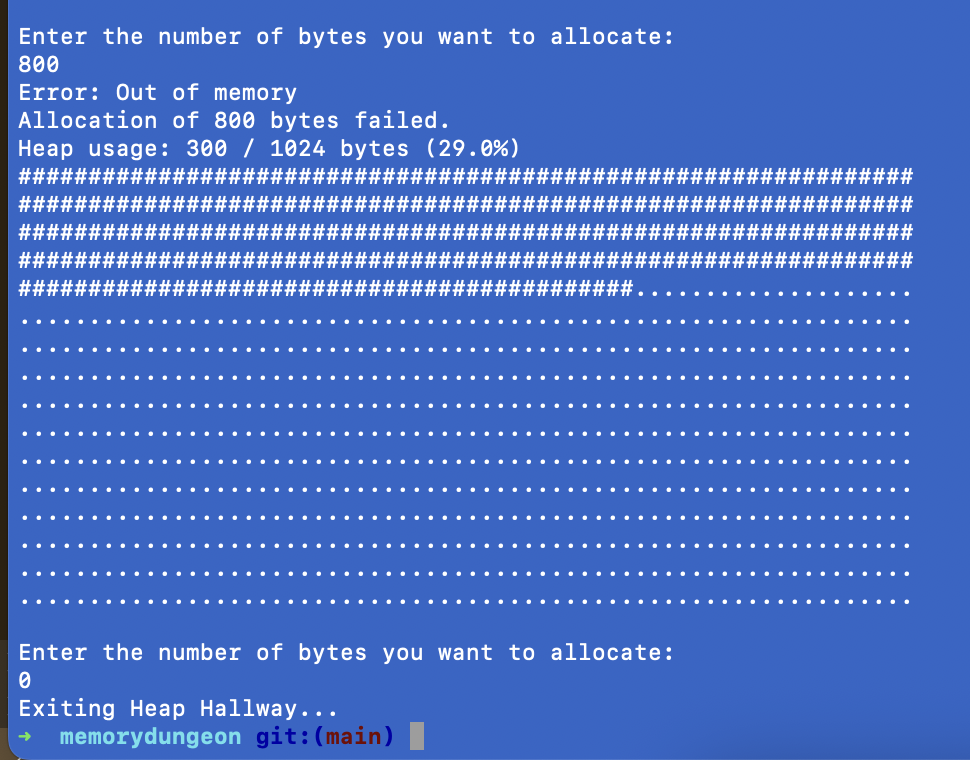 Enter the number of bytes you want to allocate:
800
Error: Out of memory
Allocation of 800 bytes failed.
Heap usage: 300 / 1024 bytes (29.0%)
################################################################
################################################################
################################################################
################################################################
############################################....................
................................................................
................................................................
................................................................
................................................................
................................................................
................................................................
................................................................
................................................................
................................................................
................................................................
................................................................
Enter the number of bytes you want to allocate:
0
Exiting Heap Hallway...
➜  memorydungeon git:(main)